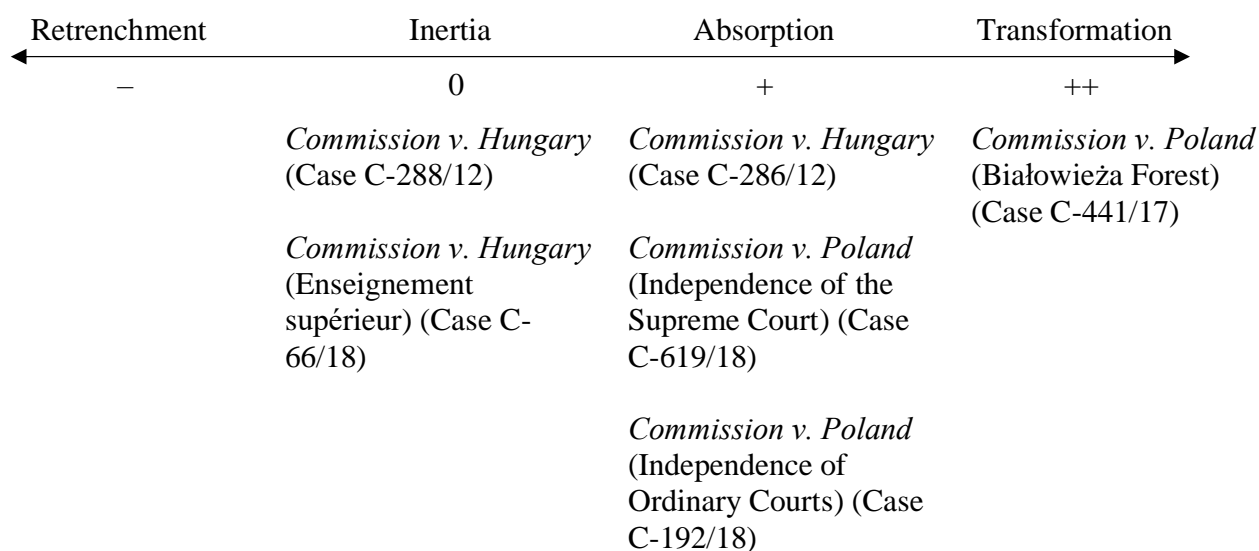 Retrenchment Inertia Absorption Transformation
– 0 + ++
Commission v. Hungary
(Case C-288/12)
Commission v. Hungary
(Enseignement
supérieur) (Case C-
66/18)
Commission v. Hungary
(Case C-286/12)
Commission v. Poland
(Independence of the
Supreme Court) (Case
C-619/18)
Commission v. Poland
(Independence of
Ordinary Courts) (Case
C-192/18)
Commission v. Poland
(Białowieża Forest)
(Case C-441/17)